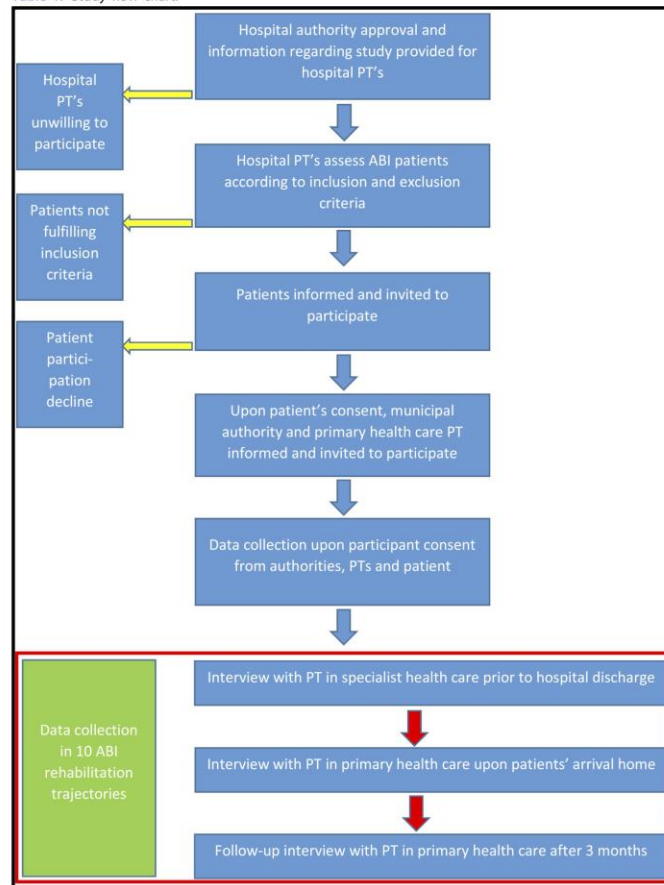 Table 1. Study flow chart
Hospital authority approval and
information regarding study provided for
hospital PT's
Hospital
PT's
unwilling to
participate
Hospital PT's assess ABI patients
according to inclusion and exclusion
criteria
Patients not
fulfilling
inclusion
criteria
Patients informed and invited to
participate
Patient
partici-
pation
decline
Upon patient's consent, municipal
authority and primary health care PT
informed and invited to participate
Data collection upon participant consent
from authorities, PTs and patient
Data collection
in 10 ABI
rehabilitation
trajectories
Interview with PT in specialist health care prior to hospital discharge
Interview with PT in primary health care upon patients' arrival home
Follow-up interview with PT in primary health care after 3 months